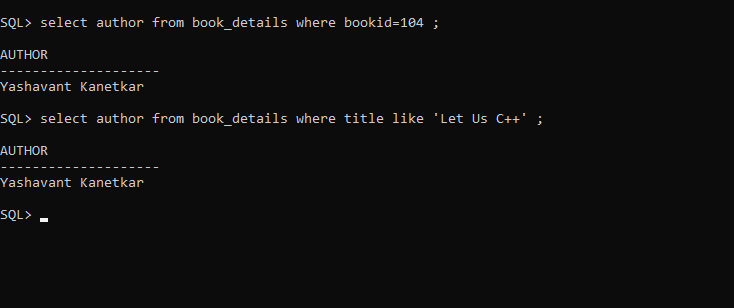 SQL> select author from book_details where bookid=104 ;
AUTHOR
--------------------
Yashavant Kanetkar
SQL> select author from book_details where title like 'Let Us C++' ;
AUTHOR
--------------------
Yashavant Kanetkar
SQL>